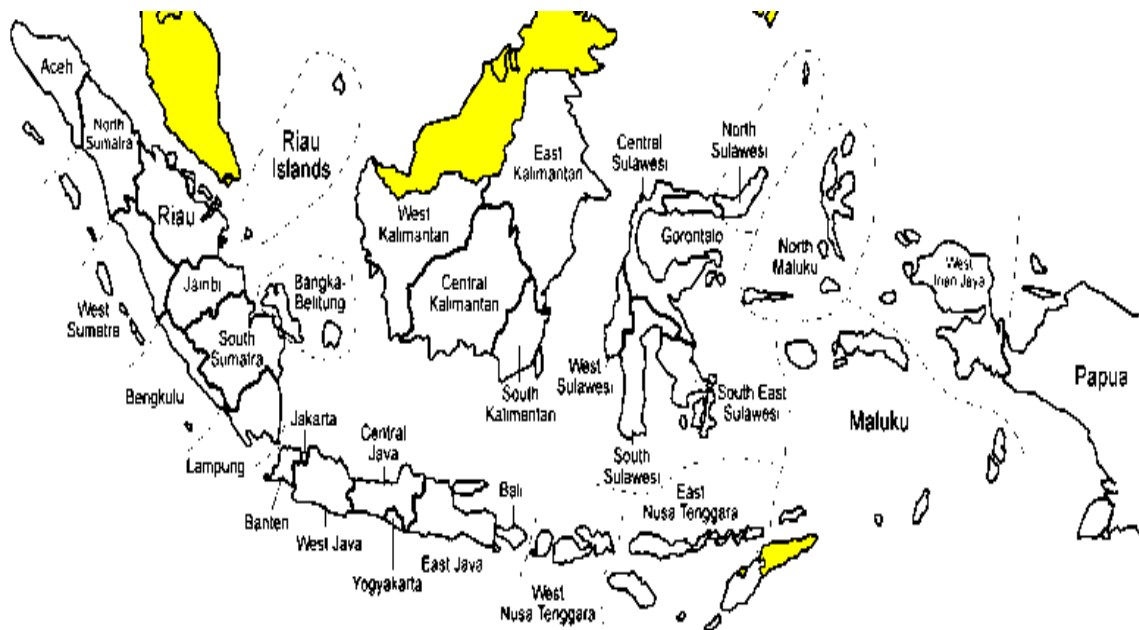 Aceh
North
Sumatra
Riau
Islands
Riau
Jambi
Bangka-
Belitung
West
Sumatra
South
Sumatra
Bengkulu
Lampung
Jakarta
Banten
West Java
Central
Java
Yogyakarta
East Java
Bali
West
Kalimantan
Central
Kalimantan
East
Kalimantan
South
Kalimantan
Central
Sulawesi
North
Sulawesi
Gorontalo
West
Sulawesi
South
Sulawesi
South East
Sulawesi
East
Nusa Tenggara
West
Nusa Tenggara
North
Maluku
Maluku
West
Irian Jaya
Papua